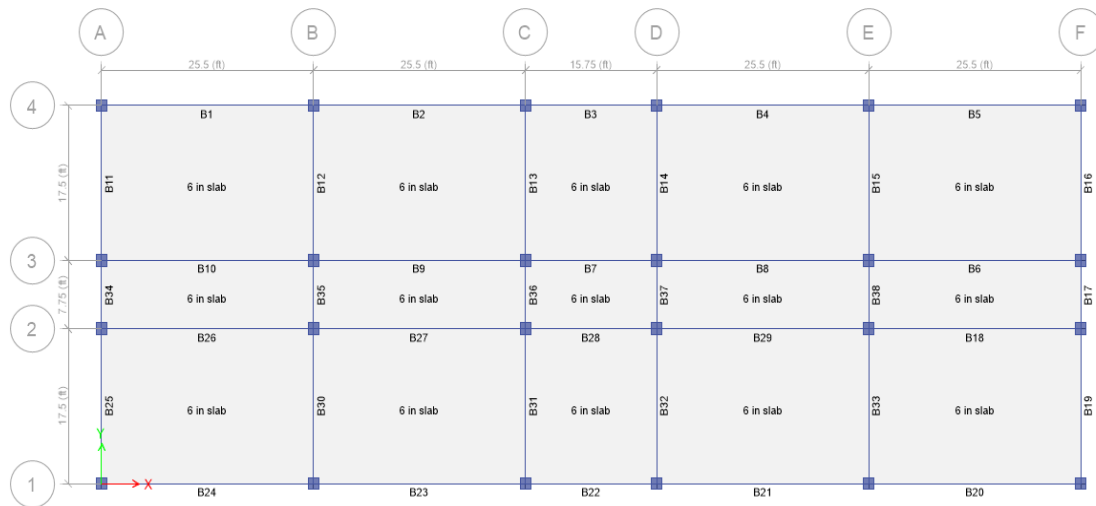 A B C D E F
25.5 (ft) 25.5 (ft) 15.75 (ft) 25.5 (ft) 25.5 (ft)
4
B1 B2 B3 B4 B5
17.5 (ft) B11 6 in slab B12 6 in slab B13 6 in slab B14 6 in slab B15 6 in slab B16
3
B10 B9 B7 B8 B6
7.75 (ft) B34 6 in slab B35 6 in slab B36 6 in slab B37 6 in slab B38 6 in slab B17
2
B26 B27 B28 B29 B18
17.5 (ft) B25 6 in slab B30 6 in slab B31 6 in slab B32 6 in slab B33 6 in slab B19
Y
1 X
B24 B23 B22 B21 B20